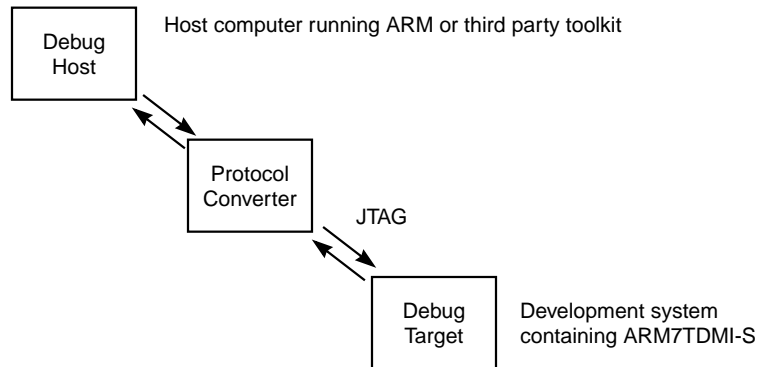 Debug
Host
Host computer running ARM or third party toolkit
Protocol
Converter
JTAG
Debug
Target
Development system
containing ARM7TDMI-S